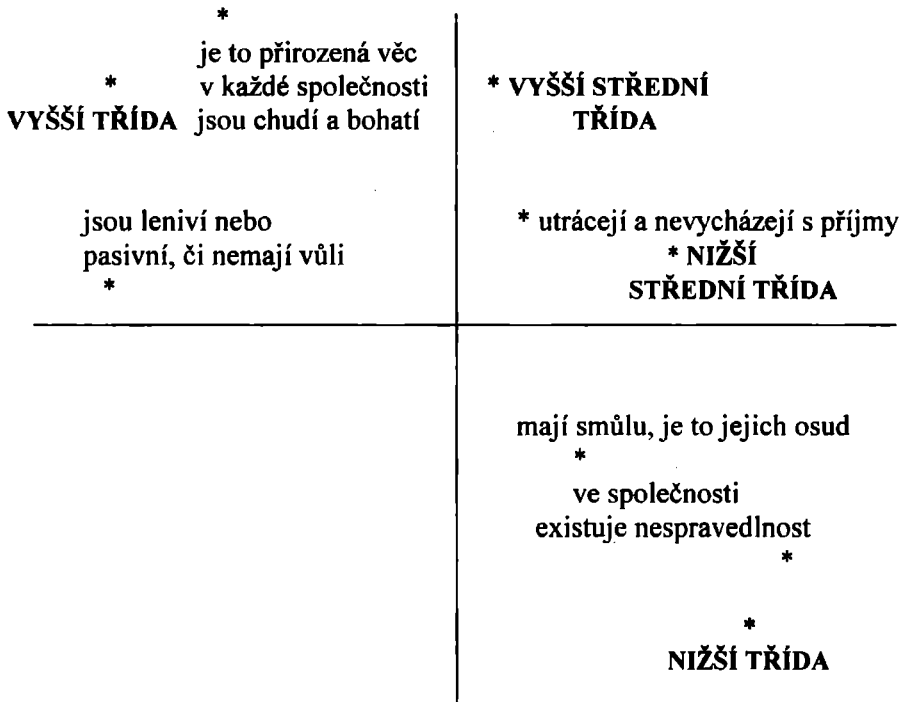 *
je to přirozená věc
* v každé společnosti
VYŠŠÍ TŘÍDA jsou chudí a bohatí
* VYŠŠÍ STŘEDNÍ
TŘÍDA
jsou leniví nebo
pasivní, či nemají vůli
*
* utrácejí a nevycházejí s příjmy
* NIŽŠÍ
STŘEDNÍ TŘÍDA
mají smůlu, je to jejich osud
*
ve společnosti
existuje nespravedlnost
*
*
NIŽŠÍ TŘÍDA